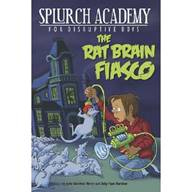 SPLURCH ACADEMY
FOR DISRUPTIVE BOYS
THE
RAT BRAIN
FIASCO